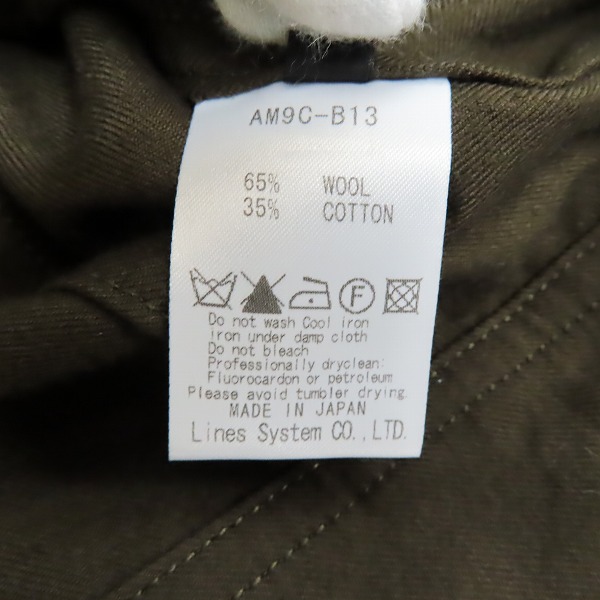 AM9C-B13
65% WOOL
35% COTTON
F
Do not wash Cool iron
iron under damp cloth
Do not bleach
Professionally dryclean:
Fluorocardon or petroleum
Please avoid tumbler drying.
MADE IN JAPAN
Lines System CO.,LTD.